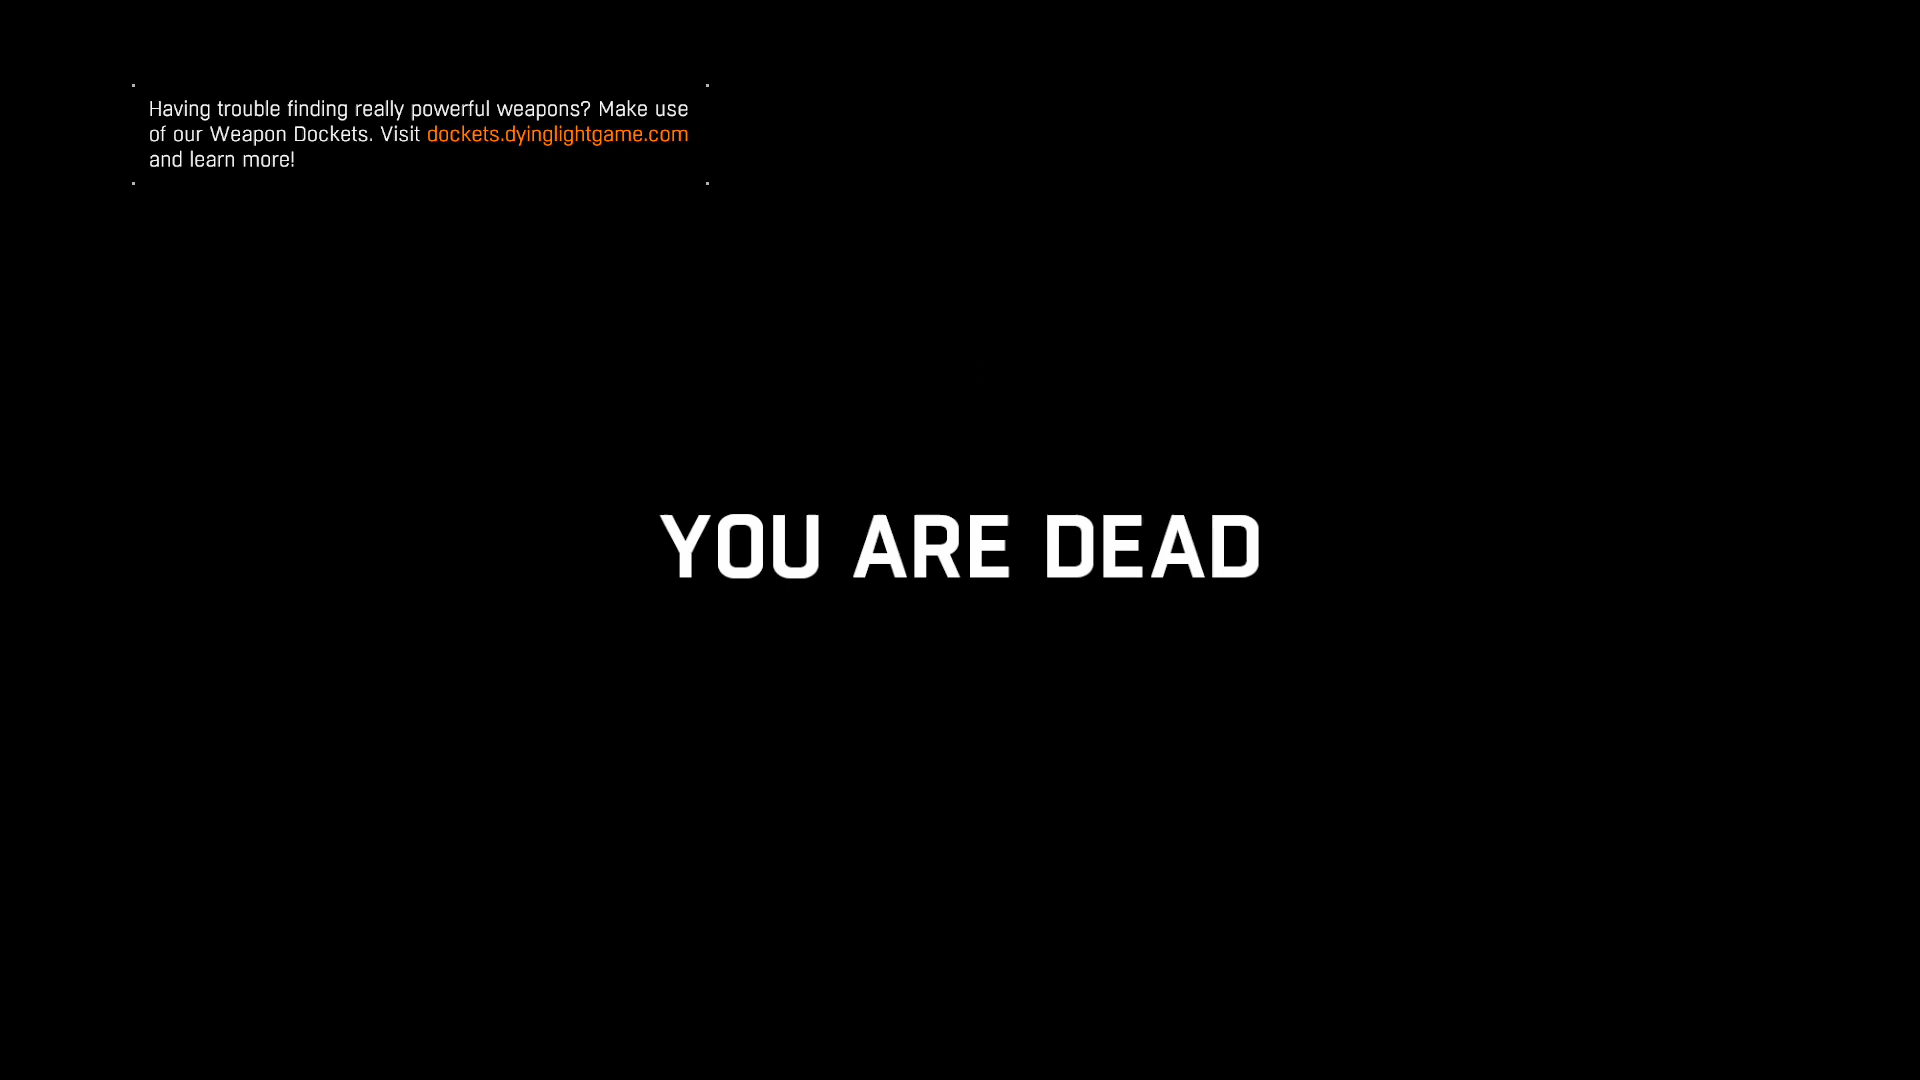 Having trouble finding really powerful weapons? Make use
of our Weapon Dockets. Visit dockets.dyinglightgame.com
and learn more!
YOU ARE DEAD